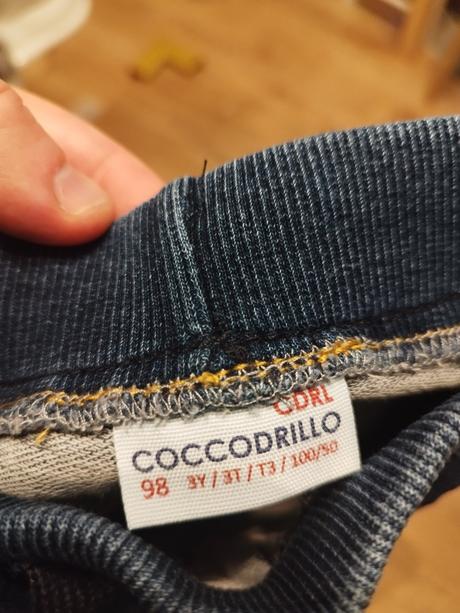 CDRL
COCCODRILLO
98 3Y / 3T / T3 / 100/50